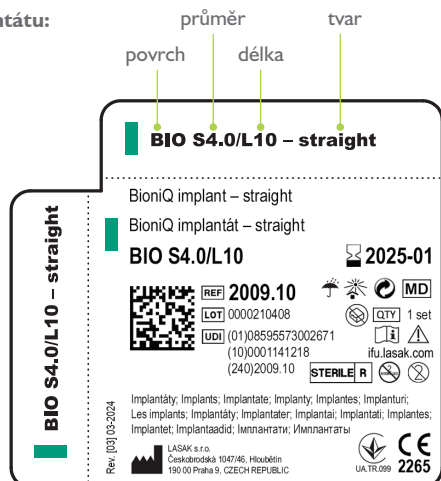 ntátu:
průměr
tvar
povrch
délka
BIO S4.0/L10 – straight
BIO S4.0/L10 – straight
BioniQ implant – straight
BioniQ implantát – straight
BIO S4.0/L10
2025-01
REF 2009.10
MD
LOT 0000210408
QTY 1 set
UDI (01)08595573002671
(10)0001141218
(240)2009.10
ifu.lasak.com
STERILE R
Implantáty; Implants; Implantate; Implanty; Implantes; Impianturi;
Les implants; Implantáty; Implantater; Implantai; Implantati; Implantes;
Implantet; Implantaadid; Імплантати; Импланты
Rev. [03] 03-2024
LASAK s.r.o.
Českobrodská 1047/46, Hloubětín
190 00 Praha 9, CZECH REPUBLIC
UA.TR.099
CE
2265